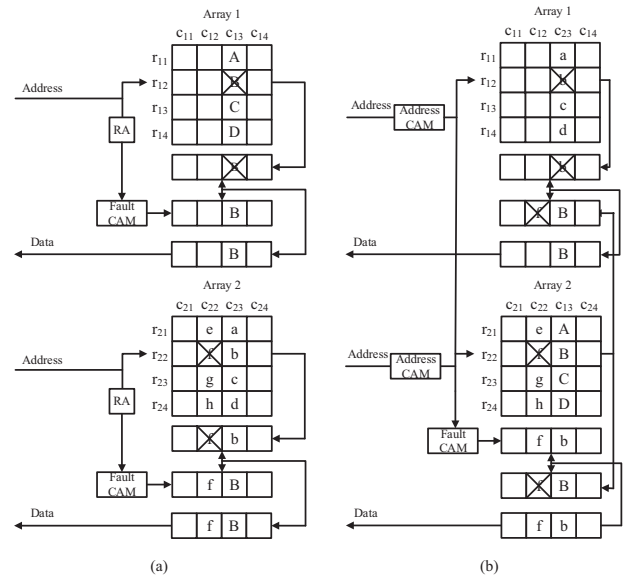 Array 1
c11 c12 c13 c14
r11 A
Address
r12 B
r13 C
RA
r14 D
B
Fault
CAM
B
Data
B
Array 2
c21 c22 c23 c24
r21 e a
Address
r22 f b
r23 g c
RA
r24 h d
f b
Fault
CAM
f B
Data
f B
(a)
Array 1
c11 c12 c23 c14
r11 a
r12 b
Address
Address
CAM
r13 c
r14 d
b
f B
Data
B
Array 2
c21 c22 c13 c24
r21 e A
Address
Address
CAM
r22 f B
r23 g C
r24 h D
Fault
CAM
f b
f B
Data
f b
(b)